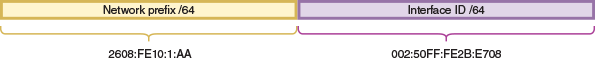 Network prefix /64
Interface ID /64
2608:FE10:1:AA
002:50FF:FE2B:E708